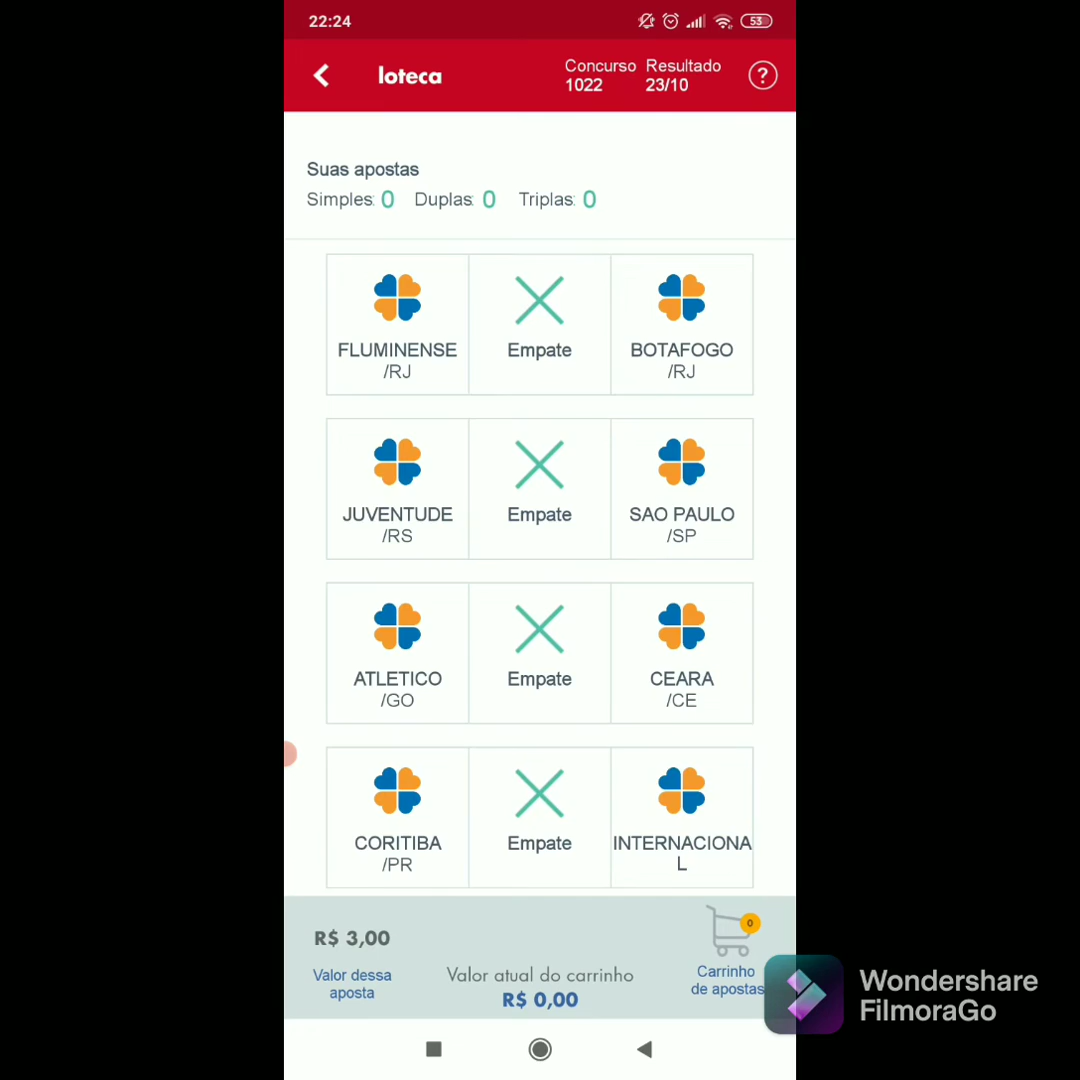 22:24
53
loteca
Concurso Resultado
1022 23/10
?
Suas apostas
Simples: 0 Duplas: 0 Triplas: 0
FLUMINENSE Empate BOTAFOGO
/RJ /RJ
JUVENTUDE Empate SAO PAULO
/RS /SP
ATLETICO Empate CEARA
/GO /CE
CORITIBA Empate INTERNACIONA
/PR L
R$ 3,00
0
Valor dessa
aposta
Valor atual do carrinho
R$ 0,00
Carrinho
de apostas
Wondershare
FilmoraGo